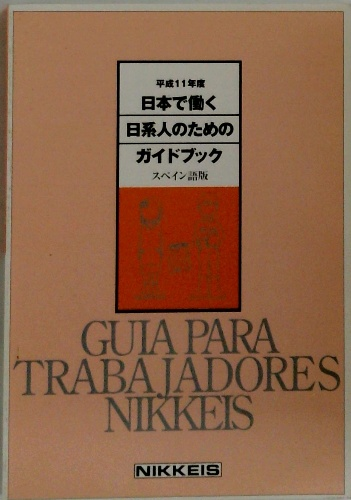 平成11年度
日本で働く
日系人のための
ガイドブック
スペイン語版
GUIA PARA
TRABAJADORES
NIKKEIS
NIKKEIS